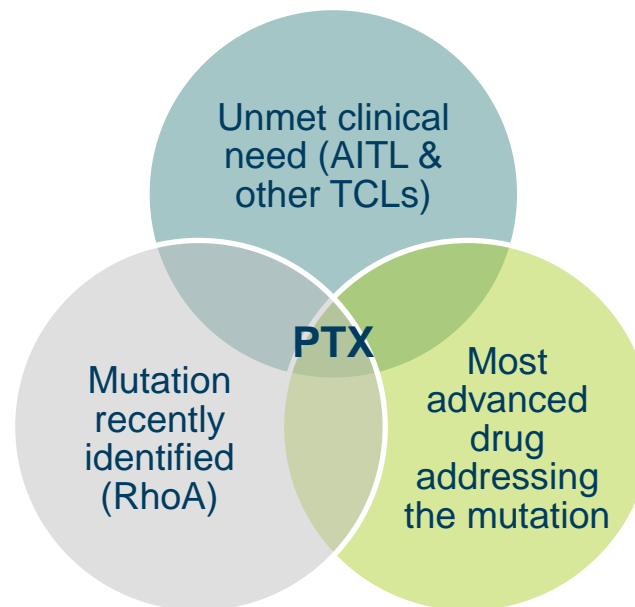 Unmet clinical
need (AITL &
other TCLs)
PTX
Mutation
recently
identified
(RhoA)
Most
advanced
drug
addressing
the mutation